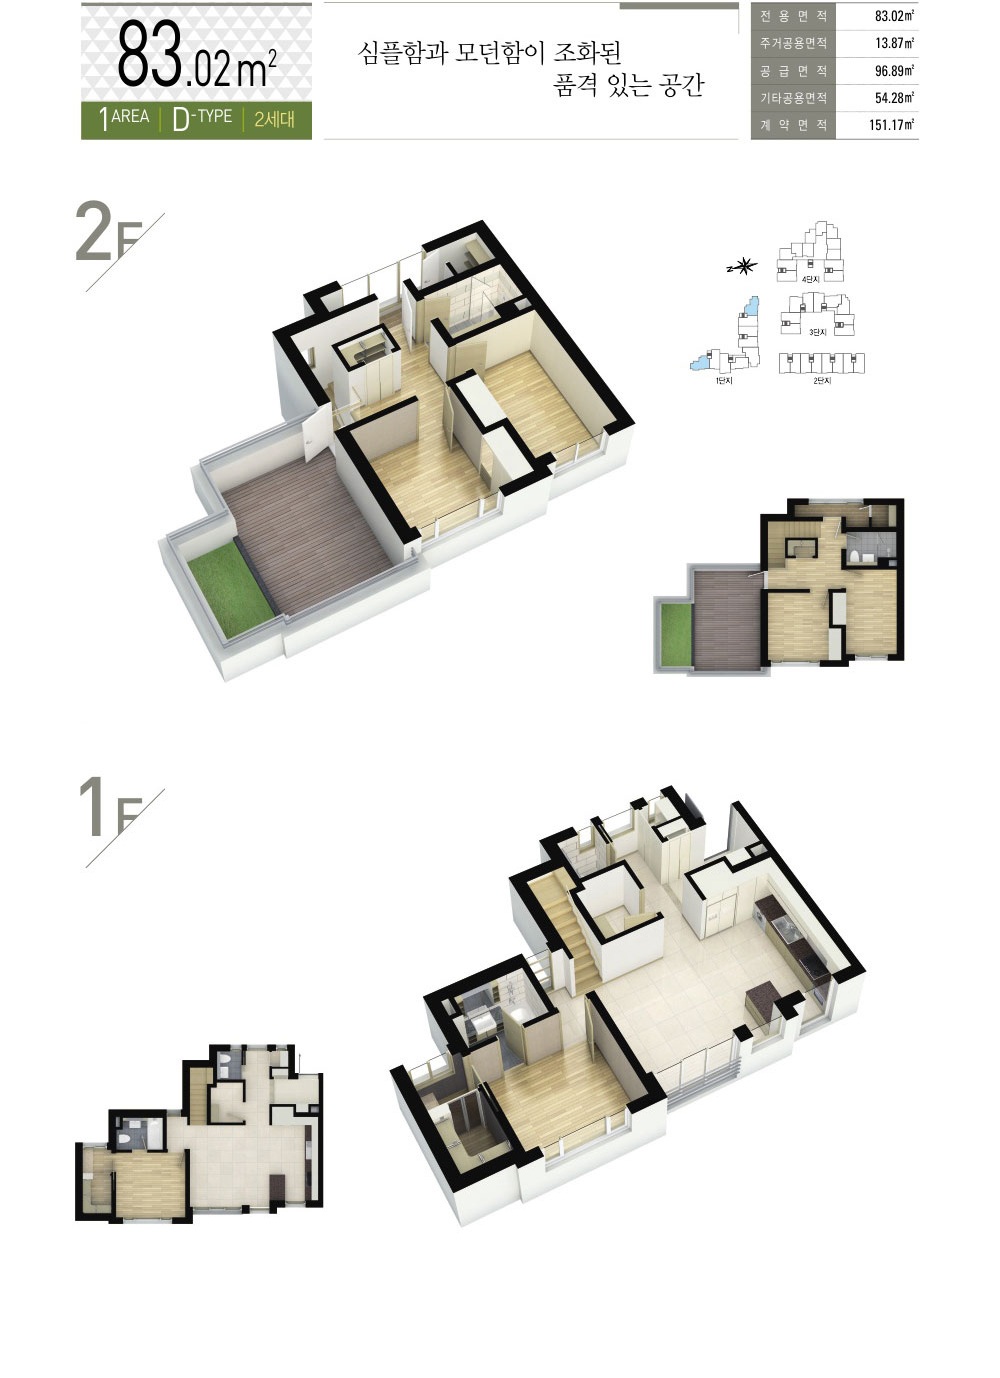 83.02m²
1 AREA | D-TYPE | 2세대
심플함과 모던함이 조화된
품격 있는 공간
전용면적 83.02㎡
주거공용면적 13.87㎡
공급면적 96.89㎡
기타공용면적 54.28㎡
계약면적 151.17㎡
2F
N
4단지
3단지
1단지
2단지
1F